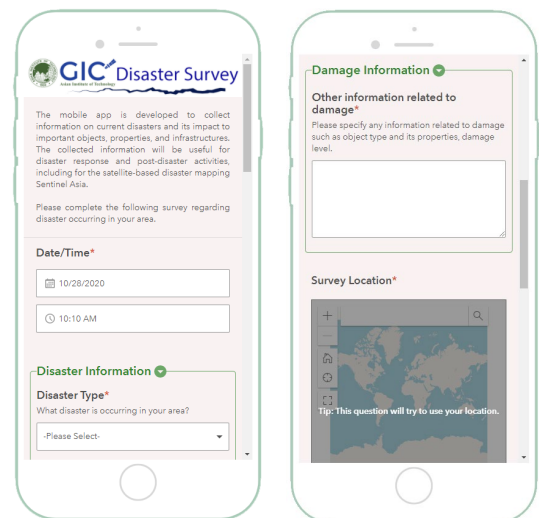 GIC Disaster Survey
Asian Institute of Technology
The mobile app is developed to collect
information on current disasters and its impact to
important objects, properties, and infrastructures.
The collected information will be useful for
disaster response and post-disaster activities,
including for the satellite-based disaster mapping
Sentinel Asia.
Please complete the following survey regarding
disaster occurring in your area.
Date/Time*
10/28/2020
10:10 AM
Disaster Information
Disaster Type*
What disaster is occurring in your area?
-Please Select-
Damage Information
Other information related to
damage*
Please specify any information related to damage
such as object type and its properties, damage
level.
Survey Location*
Tip: This question will try to use your location.